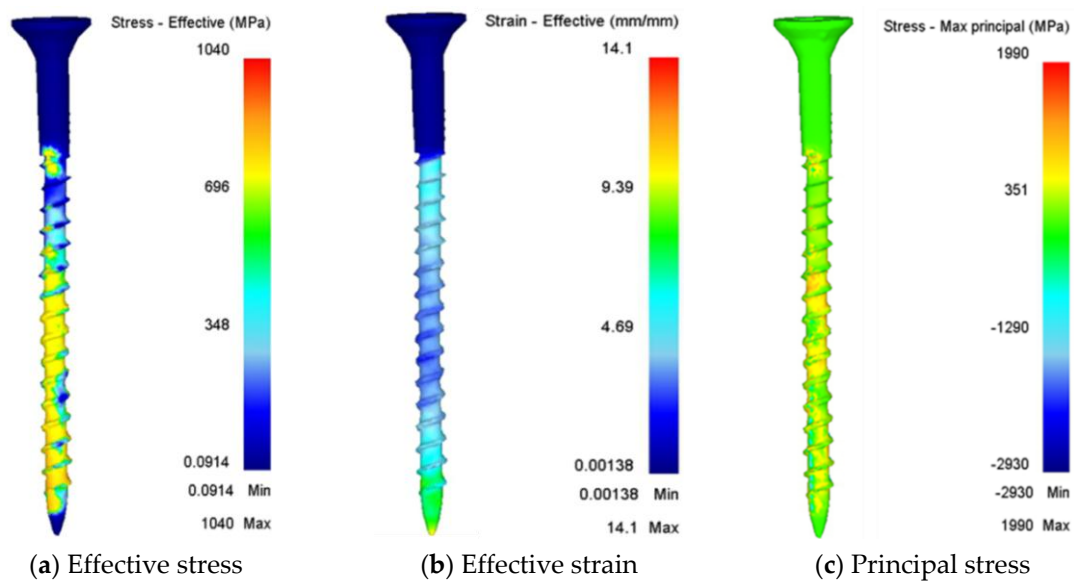 Stress - Effective (MPa)
1040
696
348
0.0914
0.0914 Min
1040 Max
(a) Effective stress
Strain - Effective (mm/mm)
14.1
9.39
4.69
0.00138
0.00138 Min
14.1 Max
(b) Effective strain
Stress - Max principal (MPa)
1990
351
-1290
-2930
-2930 Min
1990 Max
(c) Principal stress